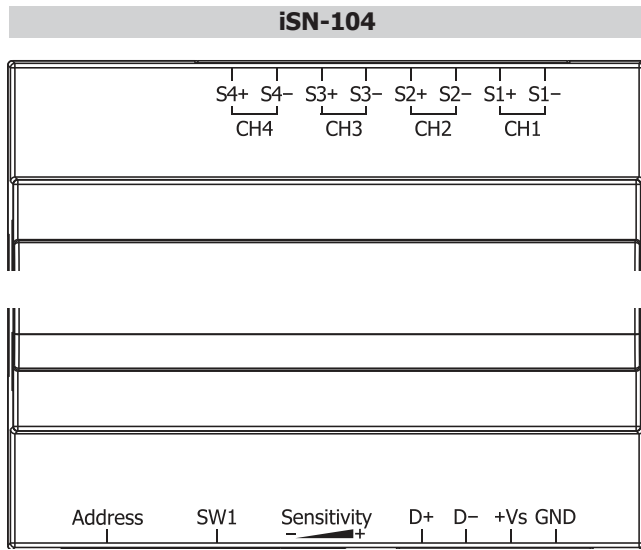 iSN-104
S4+ S4− S3+ S3− S2+ S2− S1+ S1−
CH4 CH3 CH2 CH1
Address SW1 Sensitivity D+ D− +Vs GND
− +